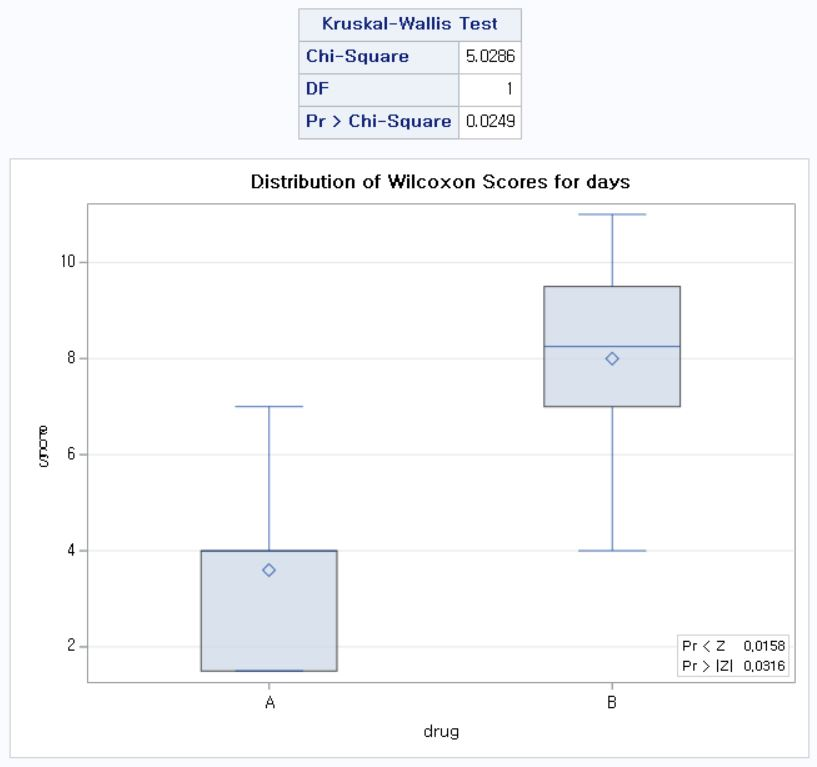 Kruskal-Wallis Test
Chi-Square 5.0286
DF 1
Pr > Chi-Square 0.0249
Distribution of Wilcoxon Scores for days
Score
10
8
6
4
2
Pr < Z 0.0158
Pr > |Z| 0.0316
A B
drug